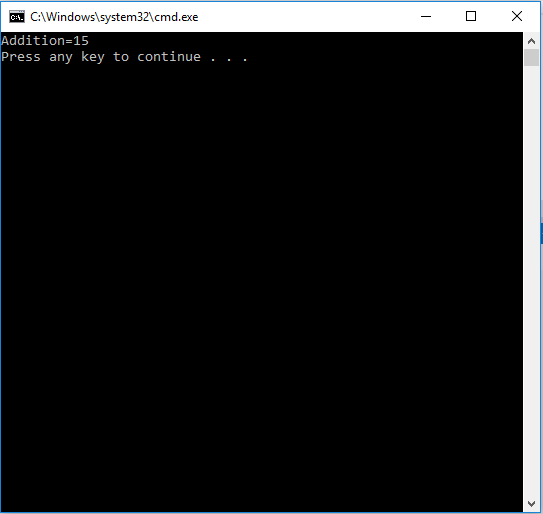 C:\Windows\system32\cmd.exe
Addition=15
Press any key to continue . . .